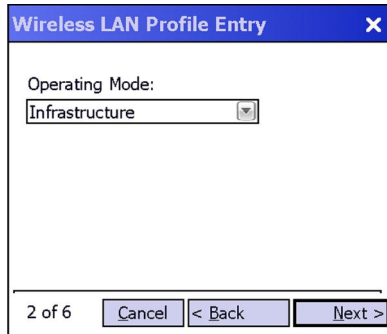 Wireless LAN Profile Entry
Operating Mode:
Infrastructure
2 of 6 Cancel < Back Next >